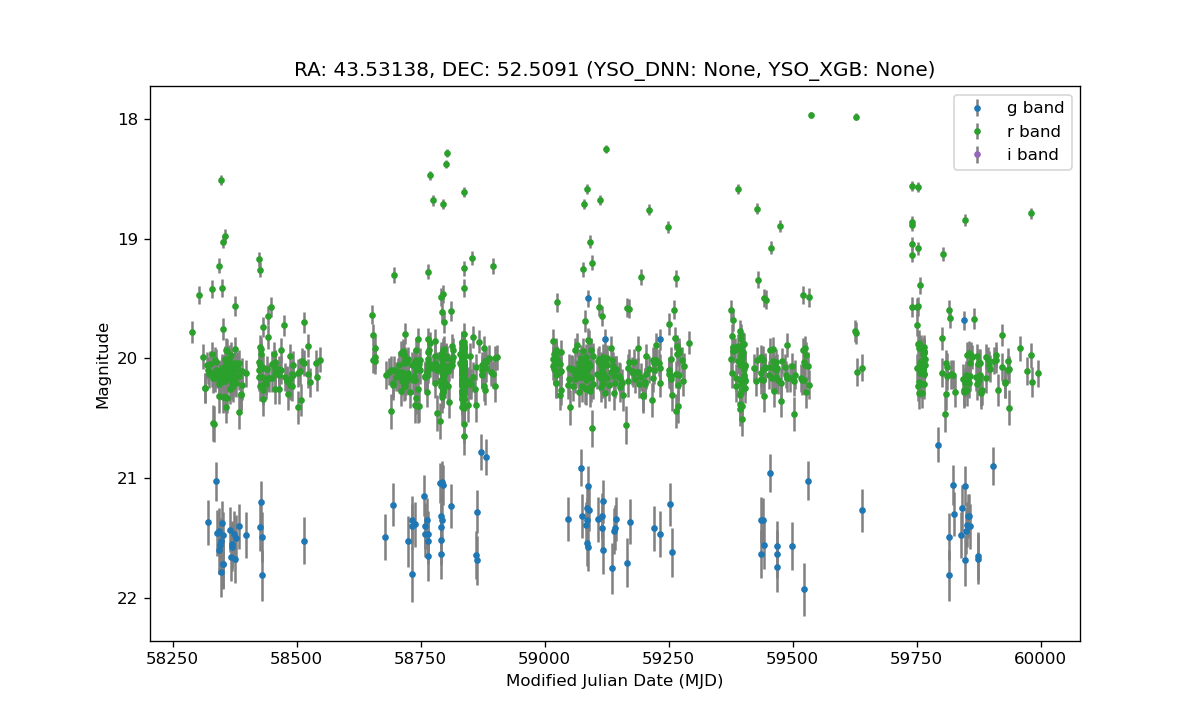 RA: 43.53138, DEC: 52.5091 (YSO_DNN: None, YSO_XGB: None)
g band
r band
i band
18
19
20
21
22
Magnitude
58250 58500 58750 59000 59250 59500 59750 60000
Modified Julian Date (MJD)